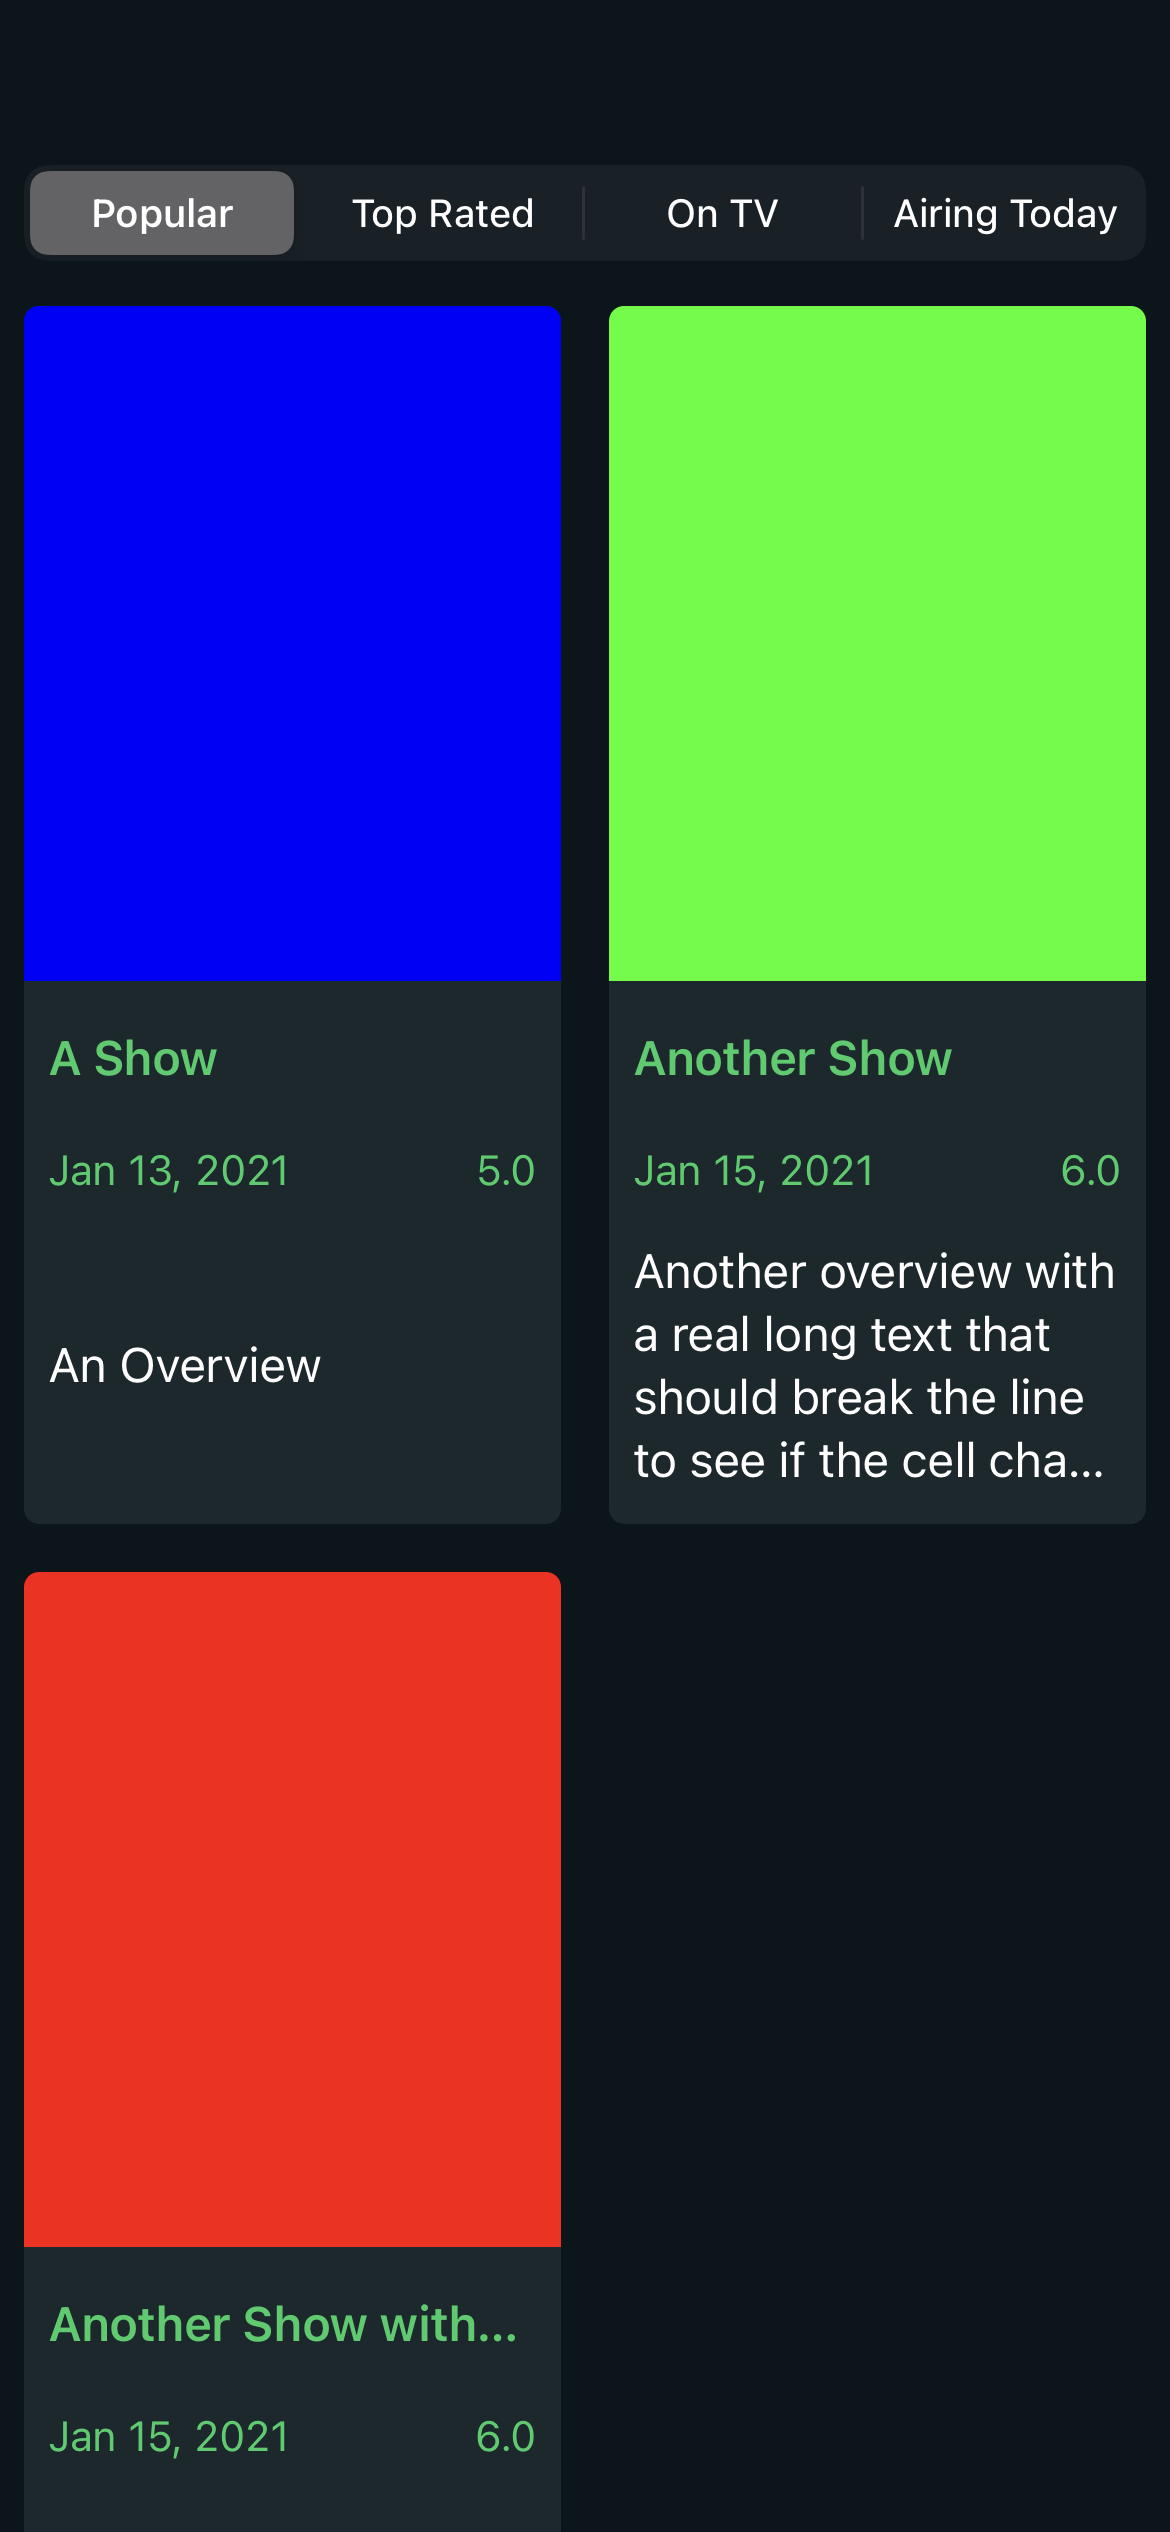 Popular Top Rated On TV Airing Today
A Show
Jan 13, 2021 5.0
An Overview
Another Show
Jan 15, 2021 6.0
Another overview with
a real long text that
should break the line
to see if the cell cha...
Another Show with...
Jan 15, 2021 6.0